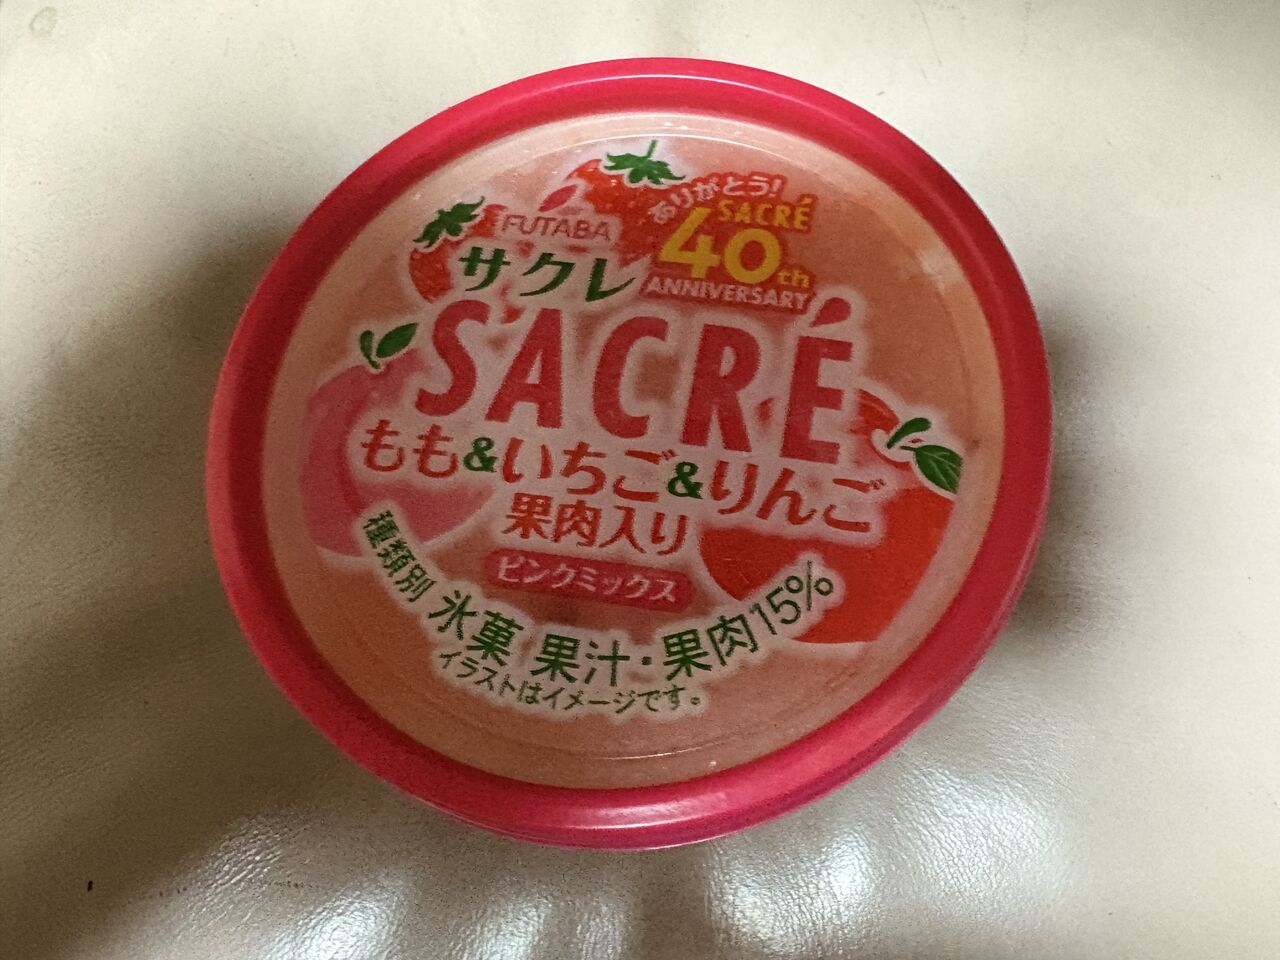 FUTABA
ありがとう!
SACRÉ
40th
ANNIVERSARY
サクレ
SACRÉ
もも&いちご&りんご
果肉入り
ピンクミックス
種類別 氷菓 果汁・果肉15%
イラストはイメージです。